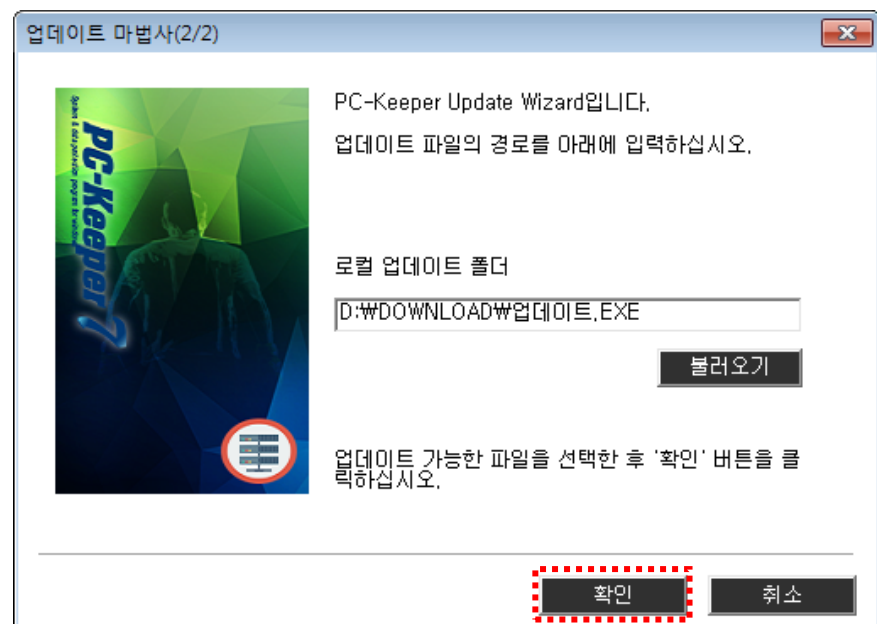 업데이트 마법사(2/2)
PC-Keeper 7
PC-Keeper Update Wizard입니다.
업데이트 파일의 경로를 아래에 입력하십시오.
로컬 업데이트 폴더
D:₩DOWNLOAD₩업데이트.EXE
불러오기
업데이트 가능한 파일을 선택한 후 '확인' 버튼을 클
릭하십시오.
확인
취소